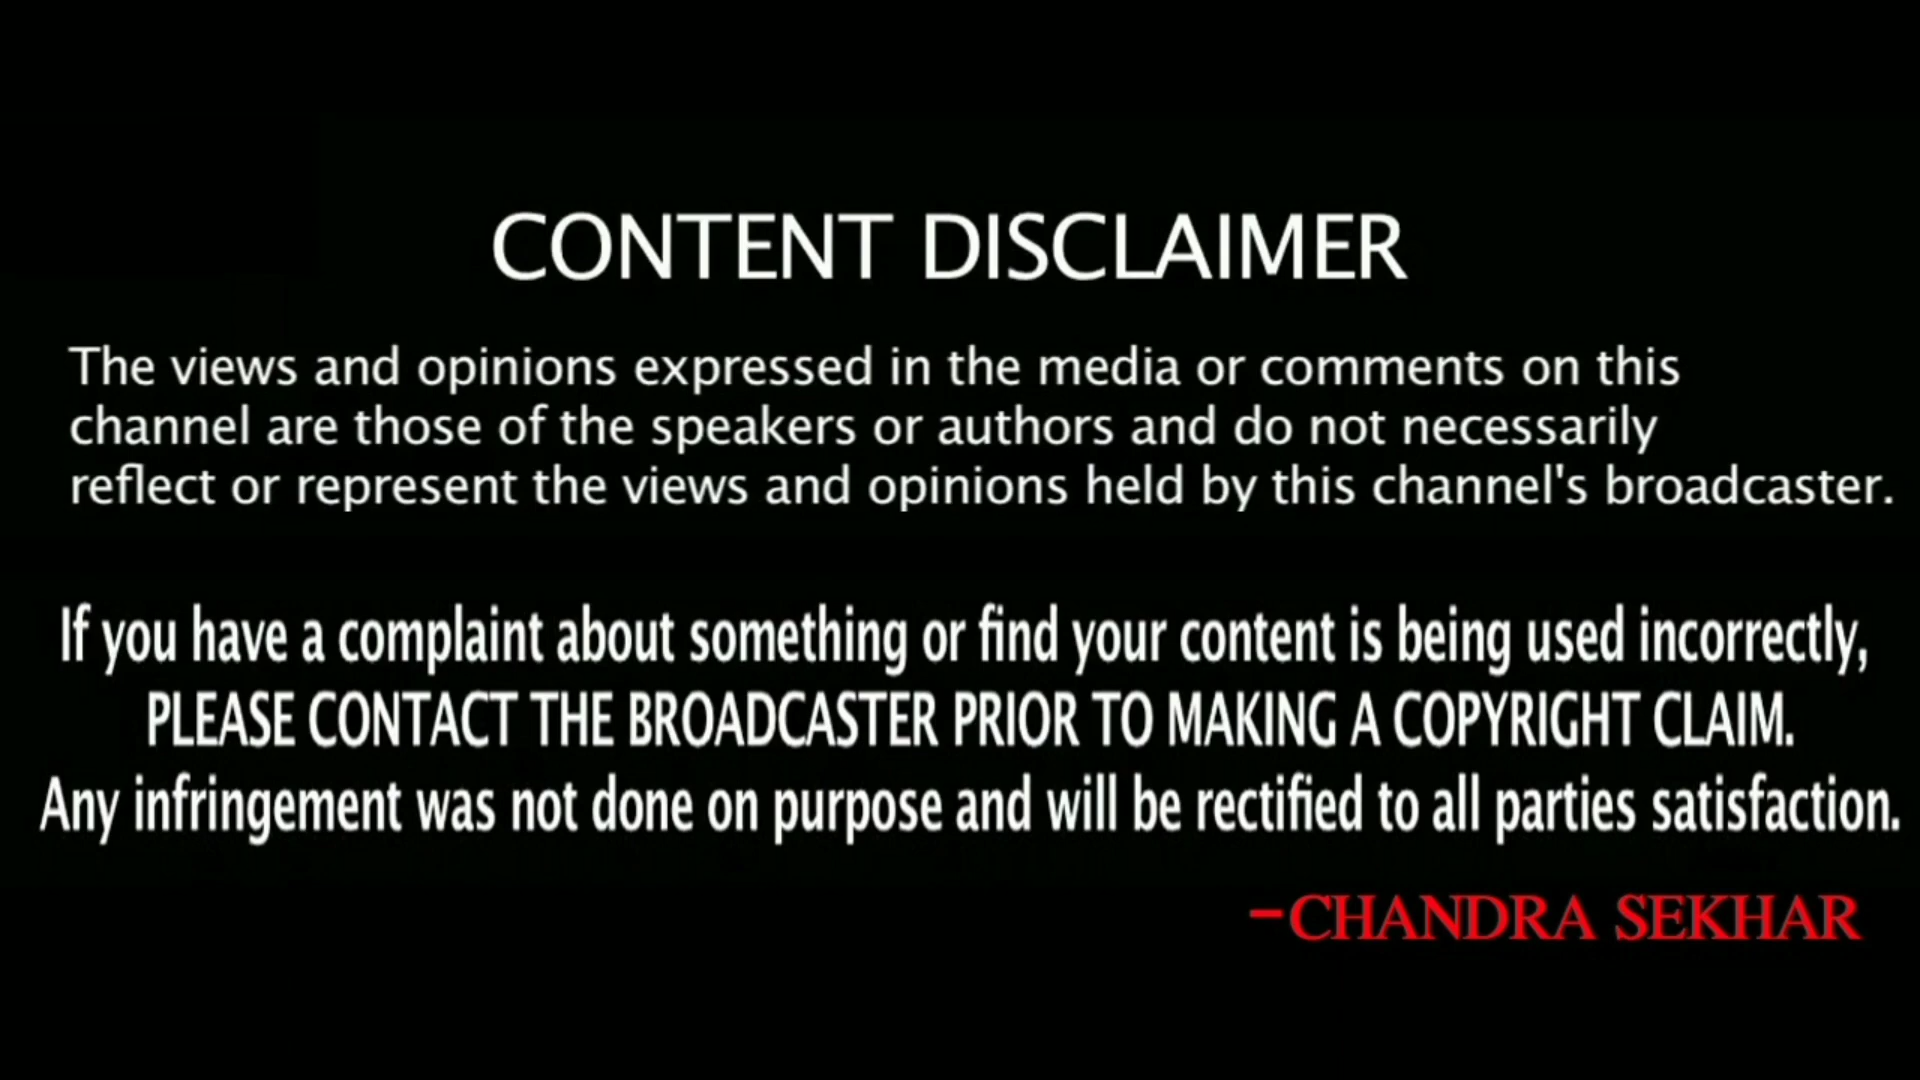 CONTENT DISCLAIMER
The views and opinions expressed in the media or comments on this
channel are those of the speakers or authors and do not necessarily
reflect or represent the views and opinions held by this channel's broadcaster.
If you have a complaint about something or find your content is being used incorrectly,
PLEASE CONTACT THE BROADCASTER PRIOR TO MAKING A COPYRIGHT CLAIM.
Any infringement was not done on purpose and will be rectified to all parties satisfaction.
-CHANDRA SEKHAR